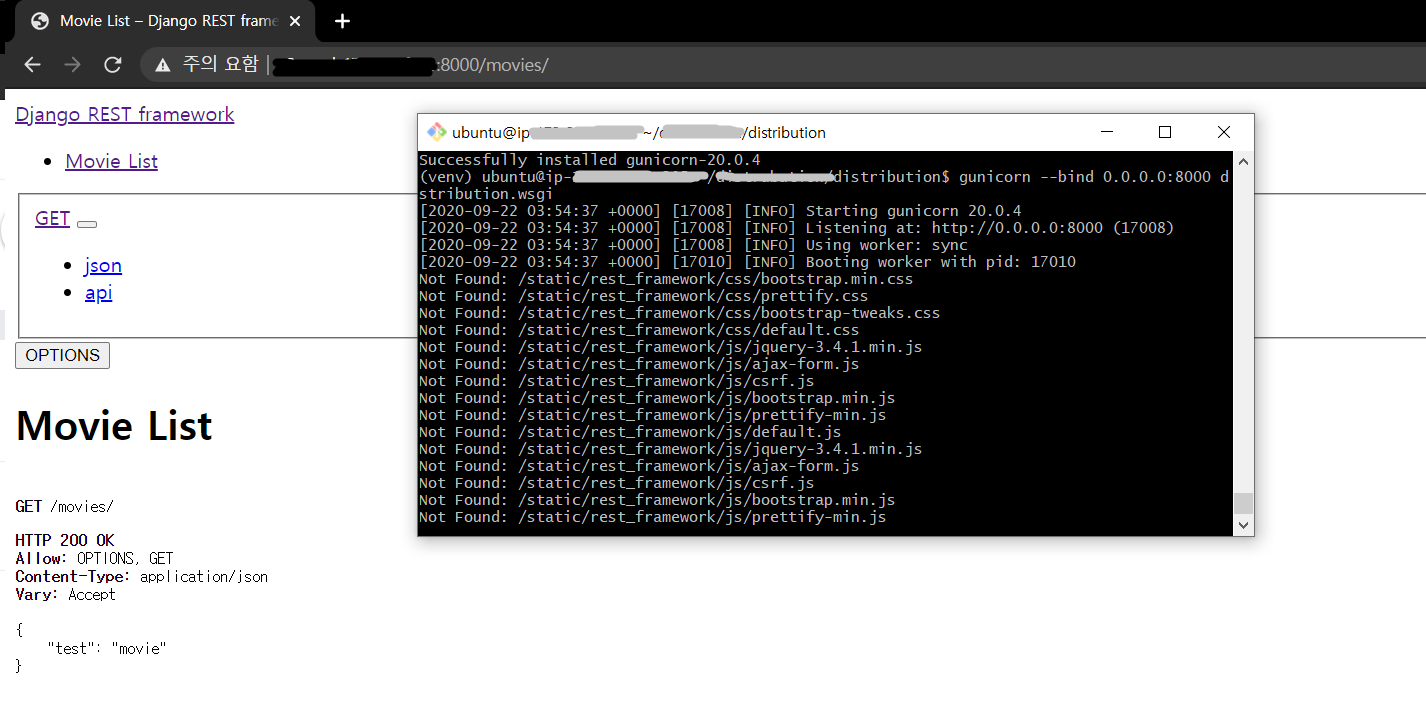 Movie List – Django REST frame
주의 요함 | :8000/movies/
Django REST framework
Movie List
GET
json
api
OPTIONS
Movie List
GET /movies/
HTTP 200 OK
Allow: OPTIONS, GET
Content-Type: application/json
Vary: Accept
{
"test": "movie"
}
ubuntu@ip ~/ /distribution
Successfully installed gunicorn-20.0.4
(venv) ubuntu@ip- / /distribution$ gunicorn --bind 0.0.0.0:8000 d
stribution.wsgi
[2020-09-22 03:54:37 +0000] [17008] [INFO] Starting gunicorn 20.0.4
[2020-09-22 03:54:37 +0000] [17008] [INFO] Listening at: http://0.0.0.0:8000 (17008)
[2020-09-22 03:54:37 +0000] [17008] [INFO] Using worker: sync
[2020-09-22 03:54:37 +0000] [17010] [INFO] Booting worker with pid: 17010
Not Found: /static/rest_framework/css/bootstrap.min.css
Not Found: /static/rest_framework/css/prettify.css
Not Found: /static/rest_framework/css/bootstrap-tweaks.css
Not Found: /static/rest_framework/css/default.css
Not Found: /static/rest_framework/js/jquery-3.4.1.min.js
Not Found: /static/rest_framework/js/ajax-form.js
Not Found: /static/rest_framework/js/csrf.js
Not Found: /static/rest_framework/js/bootstrap.min.js
Not Found: /static/rest_framework/js/prettify-min.js
Not Found: /static/rest_framework/js/default.js
Not Found: /static/rest_framework/js/jquery-3.4.1.min.js
Not Found: /static/rest_framework/js/ajax-form.js
Not Found: /static/rest_framework/js/csrf.js
Not Found: /static/rest_framework/js/bootstrap.min.js
Not Found: /static/rest_framework/js/prettify-min.js